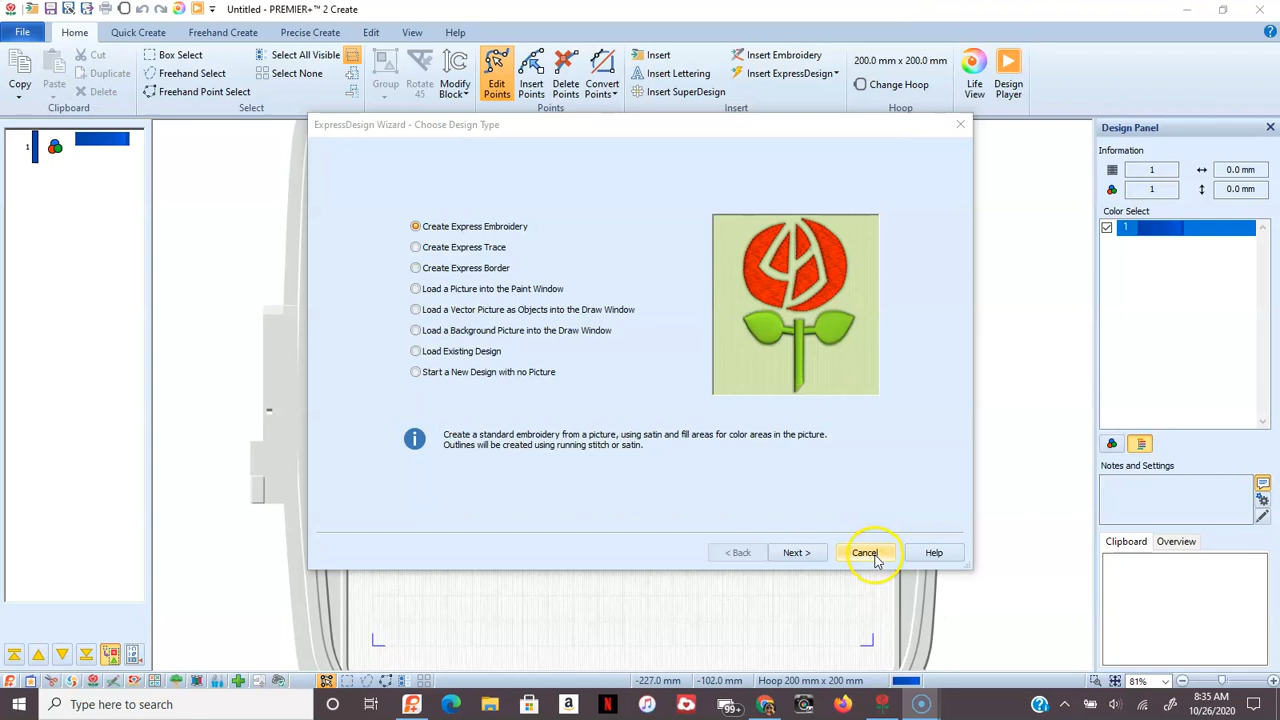 Untitled - PREMIER+™ 2 Create
File Home Quick Create Freehand Create Precise Create Edit View Help
Copy Paste Cut Duplicate Delete Clipboard
Box Select Select All Visible
Freehand Select Select None
Freehand Point Select
Select
Group Rotate 45 Modify Block
Edit Points Insert Points Delete Points Convert Points
Points
Insert Insert Embroidery
Insert Lettering Insert ExpressDesign
Insert SuperDesign
Insert
200.0 mm x 200.0 mm
Change Hoop
Hoop
Life View Design Player
1
ExpressDesign Wizard - Choose Design Type
Create Express Embroidery
Create Express Trace
Create Express Border
Load a Picture into the Paint Window
Load a Vector Picture as Objects into the Draw Window
Load a Background Picture into the Draw Window
Load Existing Design
Start a New Design with no Picture
Create a standard embroidery from a picture, using satin and fill areas for color areas in the picture.
Outlines will be created using running stitch or satin.
< Back Next > Cancel Help
Design Panel
Information
1 0.0 mm
1 0.0 mm
Color Select
1
Notes and Settings
Clipboard Overview
-227.0 mm -102.0 mm Hoop 200 mm x 200 mm 81%
Type here to search
99+
8:35 AM
10/26/2020